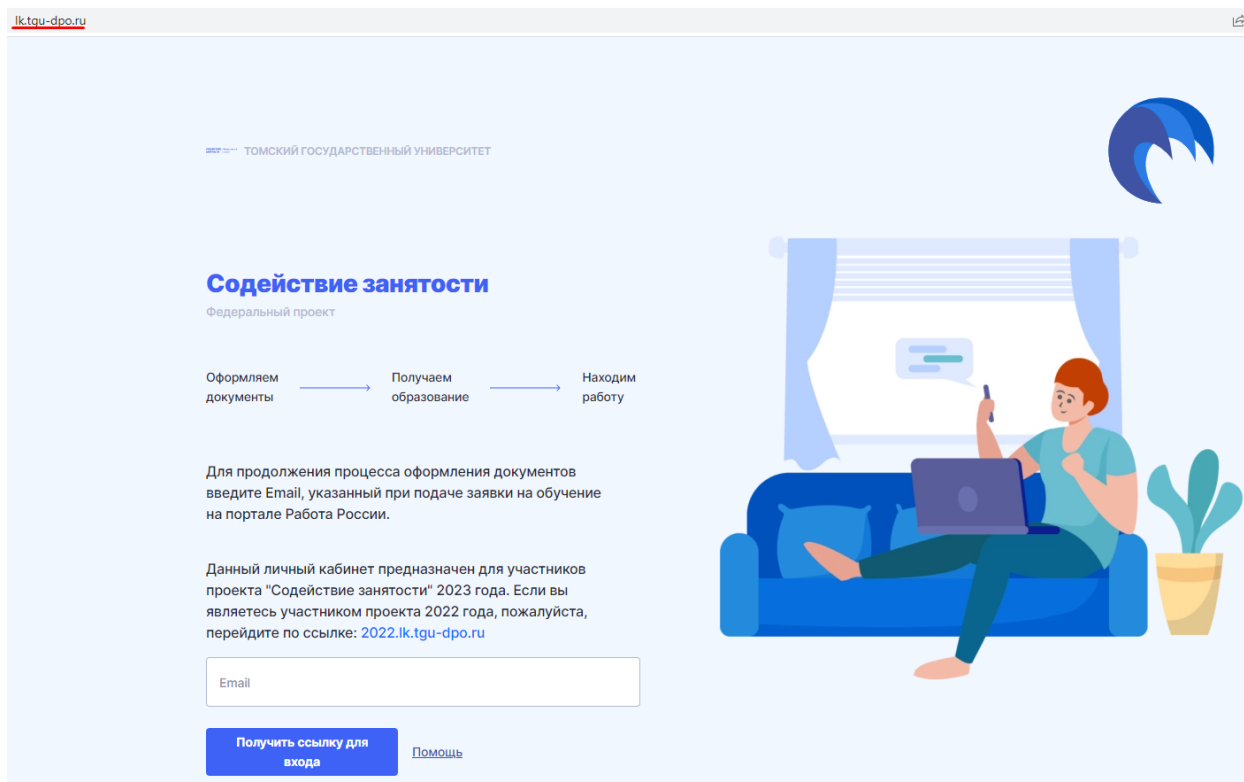 lk.tgu-dpo.ru
ТОМСКИЙ ГОСУДАРСТВЕННЫЙ УНИВЕРСИТЕТ
Содействие занятости
Федеральный проект
Оформляем
документы
Получаем
образование
Находим
работу
Для продолжения процесса оформления документов
введите Email, указанный при подаче заявки на обучение
на портале Работа России.
Данный личный кабинет предназначен для участников
проекта "Содействие занятости" 2023 года. Если вы
являетесь участником проекта 2022 года, пожалуйста,
перейдите по ссылке: 2022.lk.tgu-dpo.ru
Email
Получить ссылку для
входа
Помощь